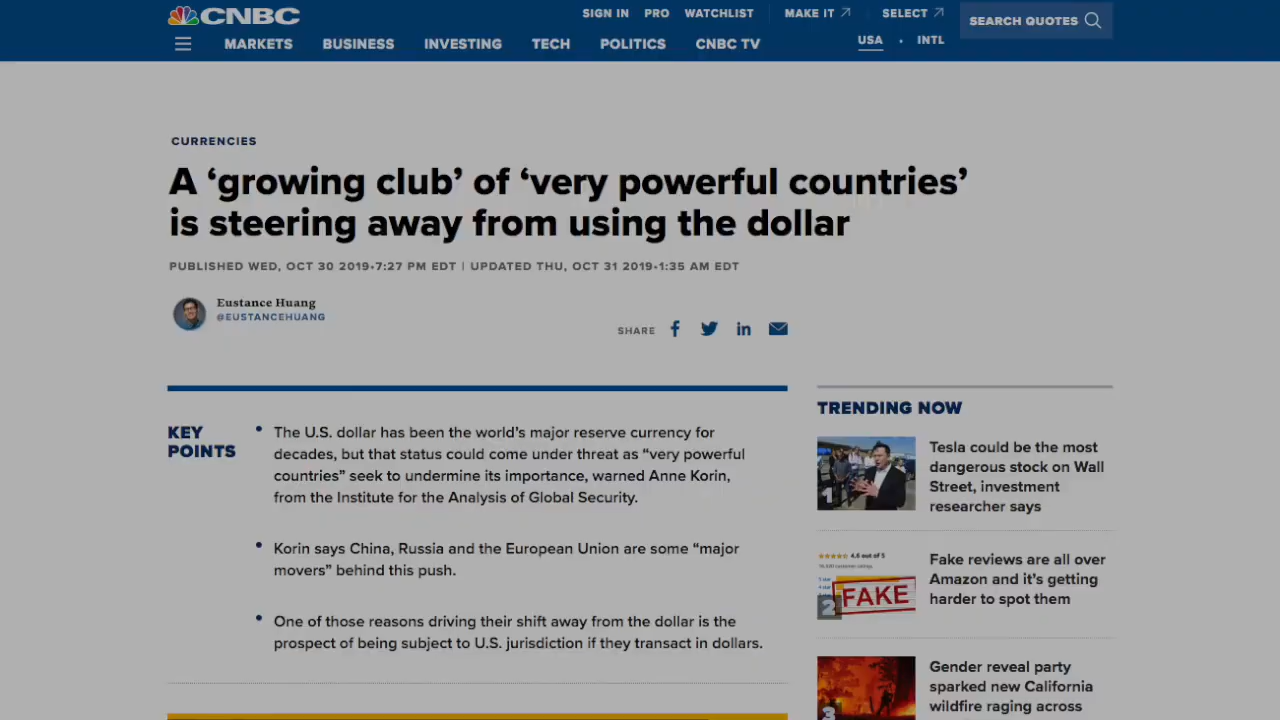 CNBC
SIGN IN PRO WATCHLIST MAKE IT SELECT
SEARCH QUOTES
MARKETS BUSINESS INVESTING TECH POLITICS CNBC TV
USA · INTL
CURRENCIES
A ‘growing club’ of ‘very powerful countries’
is steering away from using the dollar
PUBLISHED WED, OCT 30 2019•7:27 PM EDT | UPDATED THU, OCT 31 2019•1:35 AM EDT
Eustance Huang
@EUSTANCEHUANG
SHARE
KEY
POINTS
• The U.S. dollar has been the world’s major reserve currency for
decades, but that status could come under threat as “very powerful
countries” seek to undermine its importance, warned Anne Korin,
from the Institute for the Analysis of Global Security.
• Korin says China, Russia and the European Union are some “major
movers” behind this push.
• One of those reasons driving their shift away from the dollar is the
prospect of being subject to U.S. jurisdiction if they transact in dollars.
TRENDING NOW
1
Tesla could be the most
dangerous stock on Wall
Street, investment
researcher says
4.6 out of 5
FAKE
2
Fake reviews are all over
Amazon and it’s getting
harder to spot them
3
Gender reveal party
sparked new California
wildfire raging across